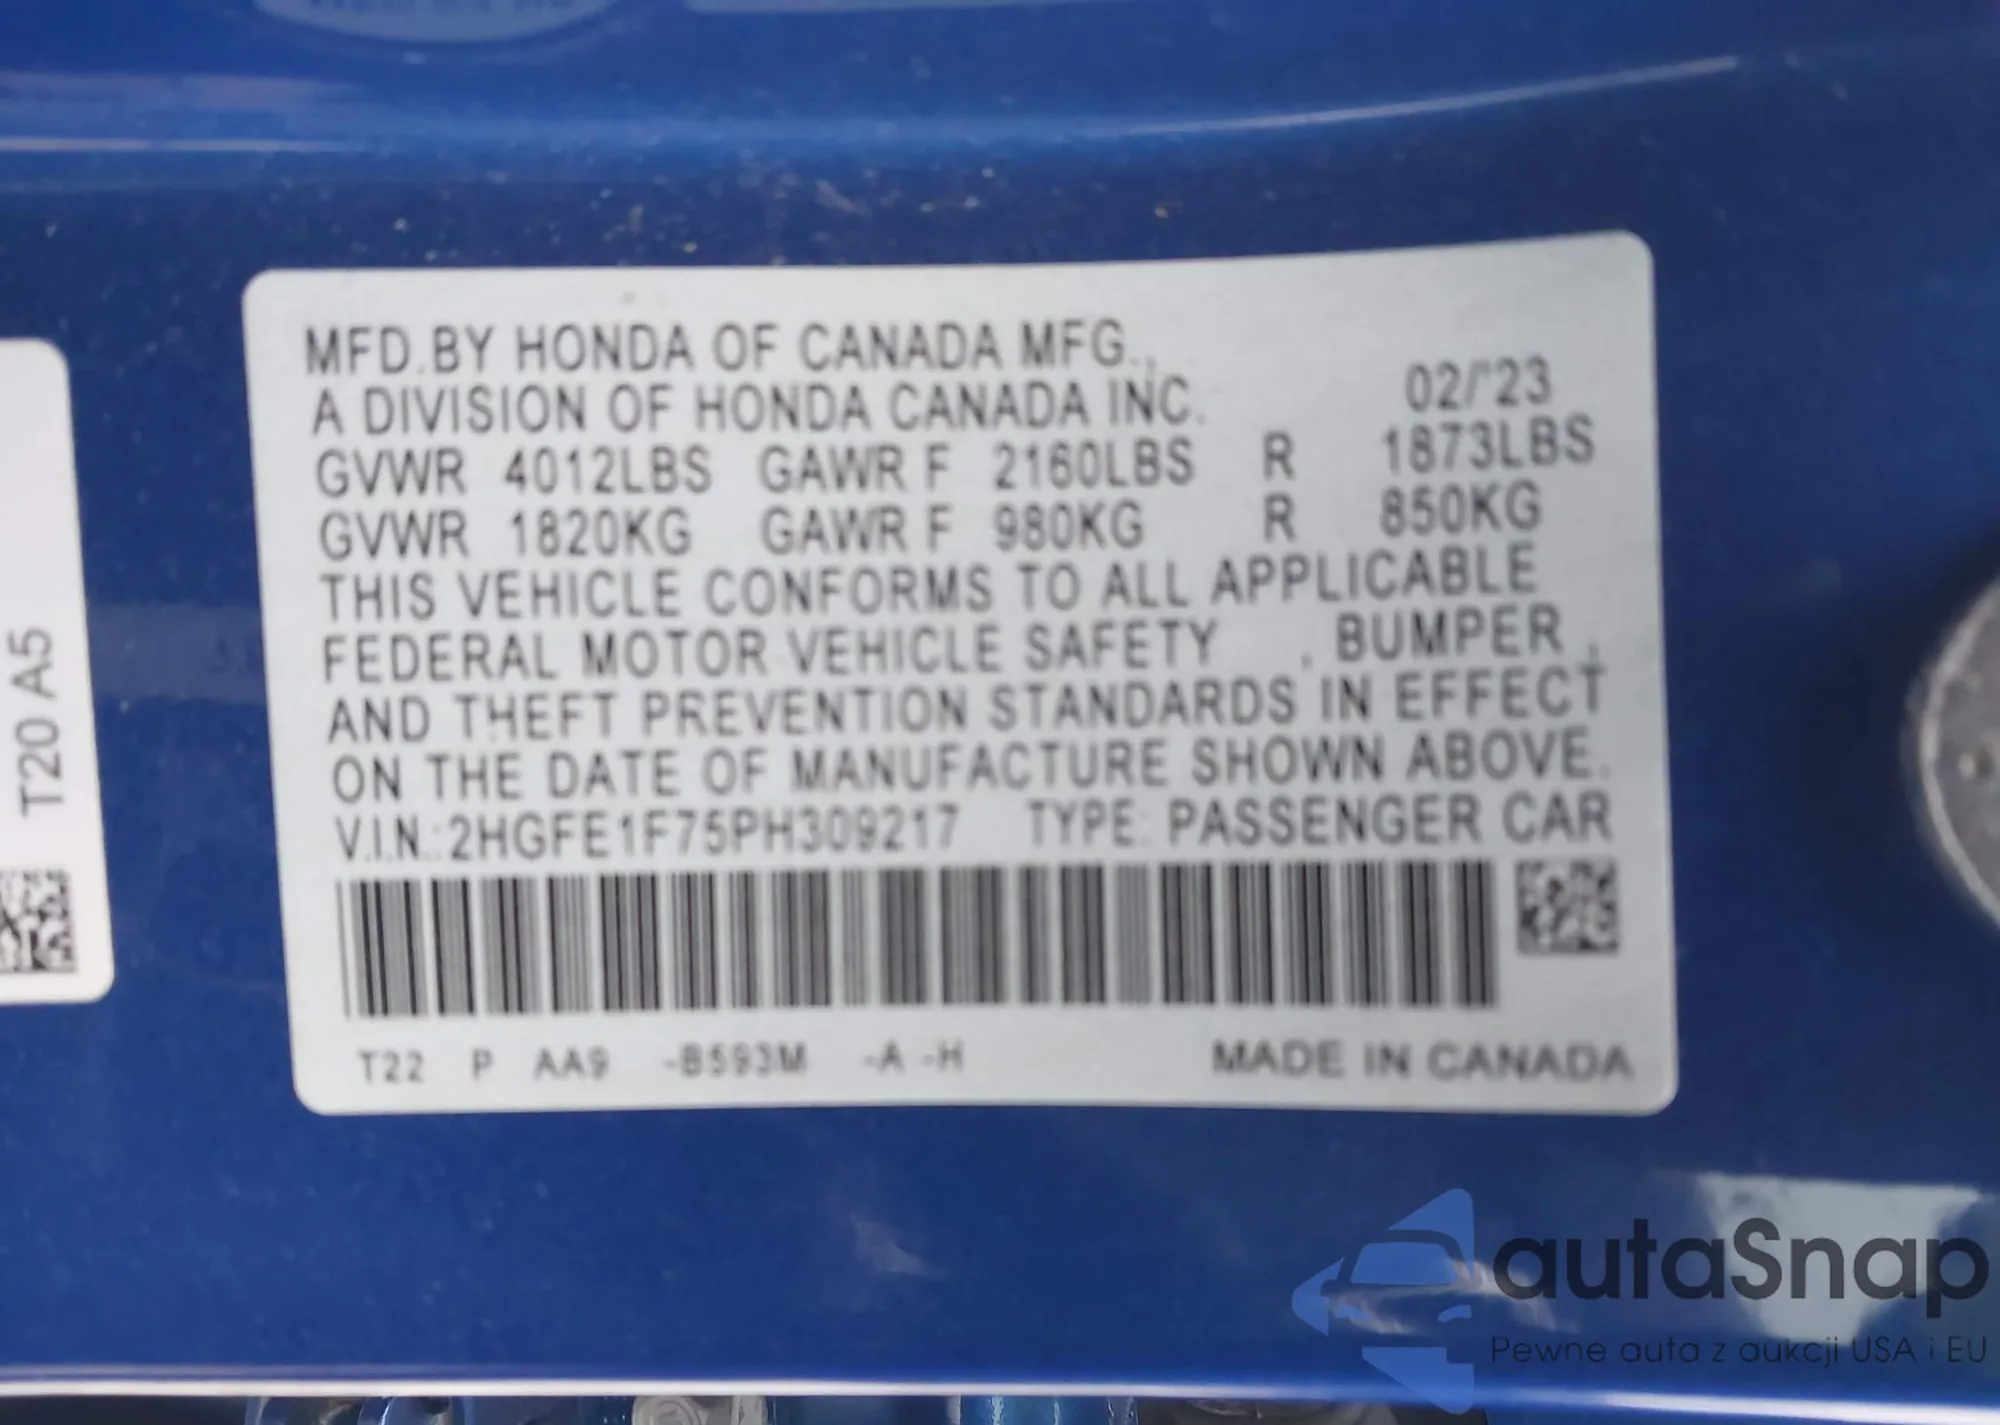 MFD.BY HONDA OF CANADA MFG.,
A DIVISION OF HONDA CANADA INC. 02/'23
GVWR 4012LBS GAWR F 2160LBS R 1873LBS
GVWR 1820KG GAWR F 980KG R 850KG
THIS VEHICLE CONFORMS TO ALL APPLICABLE
FEDERAL MOTOR VEHICLE SAFETY , BUMPER ,
AND THEFT PREVENTION STANDARDS IN EFFECT
ON THE DATE OF MANUFACTURE SHOWN ABOVE.
V.I.N.:2HGFE1F75PH309217 TYPE: PASSENGER CAR
T22 P AA9 -B593M -A -H MADE IN CANADA
T20 A5
autaSnap
Pewne auta z aukcji USA i EU